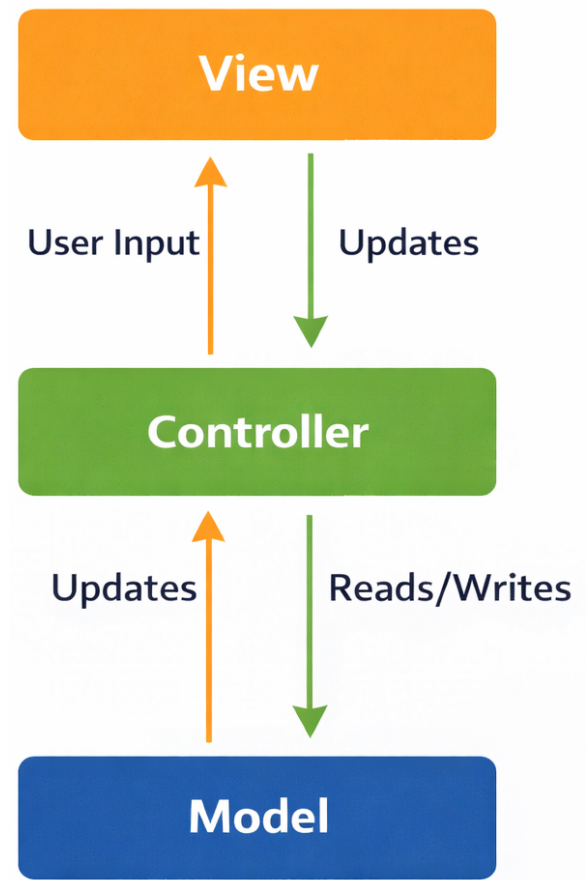 View
User Input
Updates
Controller
Updates
Reads/Writes
Model